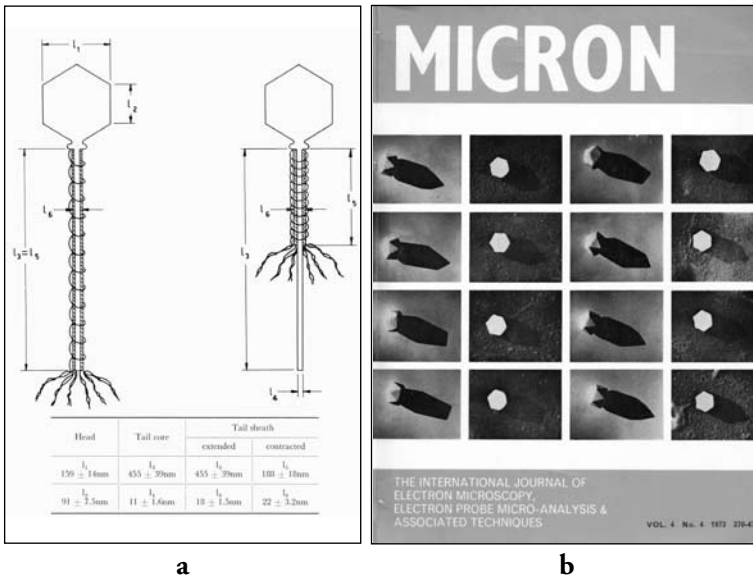 l₁
l₂
l₆
l₃=l₅
l₆
l₃
l₅
l₄
Tail sheath
Head
Tail core
extended
contracted
l₁
l₃
l₅
l₅
159 ± 14nm
455 ± 39nm
455 ± 39nm
188 ± 18nm
l₂
l₄
l₆
l₆
91 ± 7.5nm
11 ± 1.6nm
18 ± 1.5nm
22 ± 3.2nm
a
MICRON
THE INTERNATIONAL JOURNAL OF
ELECTRON MICROSCOPY,
ELECTRON PROBE MICRO-ANALYSIS &
ASSOCIATED TECHNIQUES
VOL. 4 No. 4 1973
b